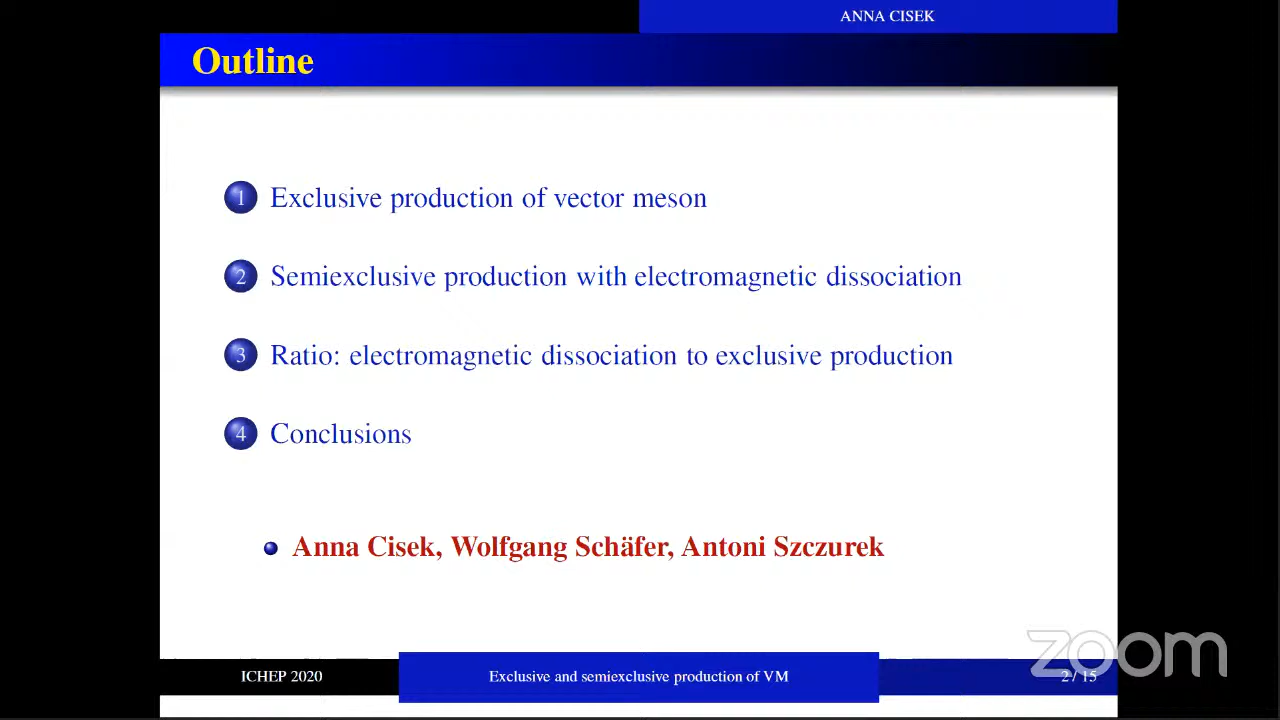 ANNA CISEK
Outline
1 Exclusive production of vector meson
2 Semiexclusive production with electromagnetic dissociation
3 Ratio: electromagnetic dissociation to exclusive production
4 Conclusions
Anna Cisek, Wolfgang Schäfer, Antoni Szczurek
zoom
ICHEP 2020 Exclusive and semiexclusive production of VM 2 / 15